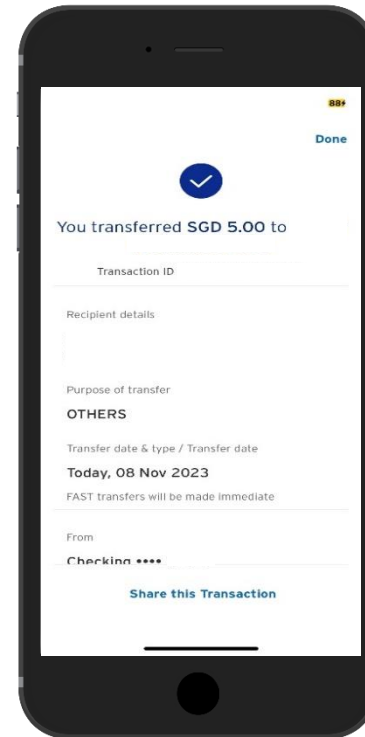 88
Done
You transferred SGD 5.00 to
Transaction ID
Recipient details
Purpose of transfer
OTHERS
Transfer date & type / Transfer date
Today, 08 Nov 2023
FAST transfers will be made immediate
From
Checking ••••
Share this Transaction